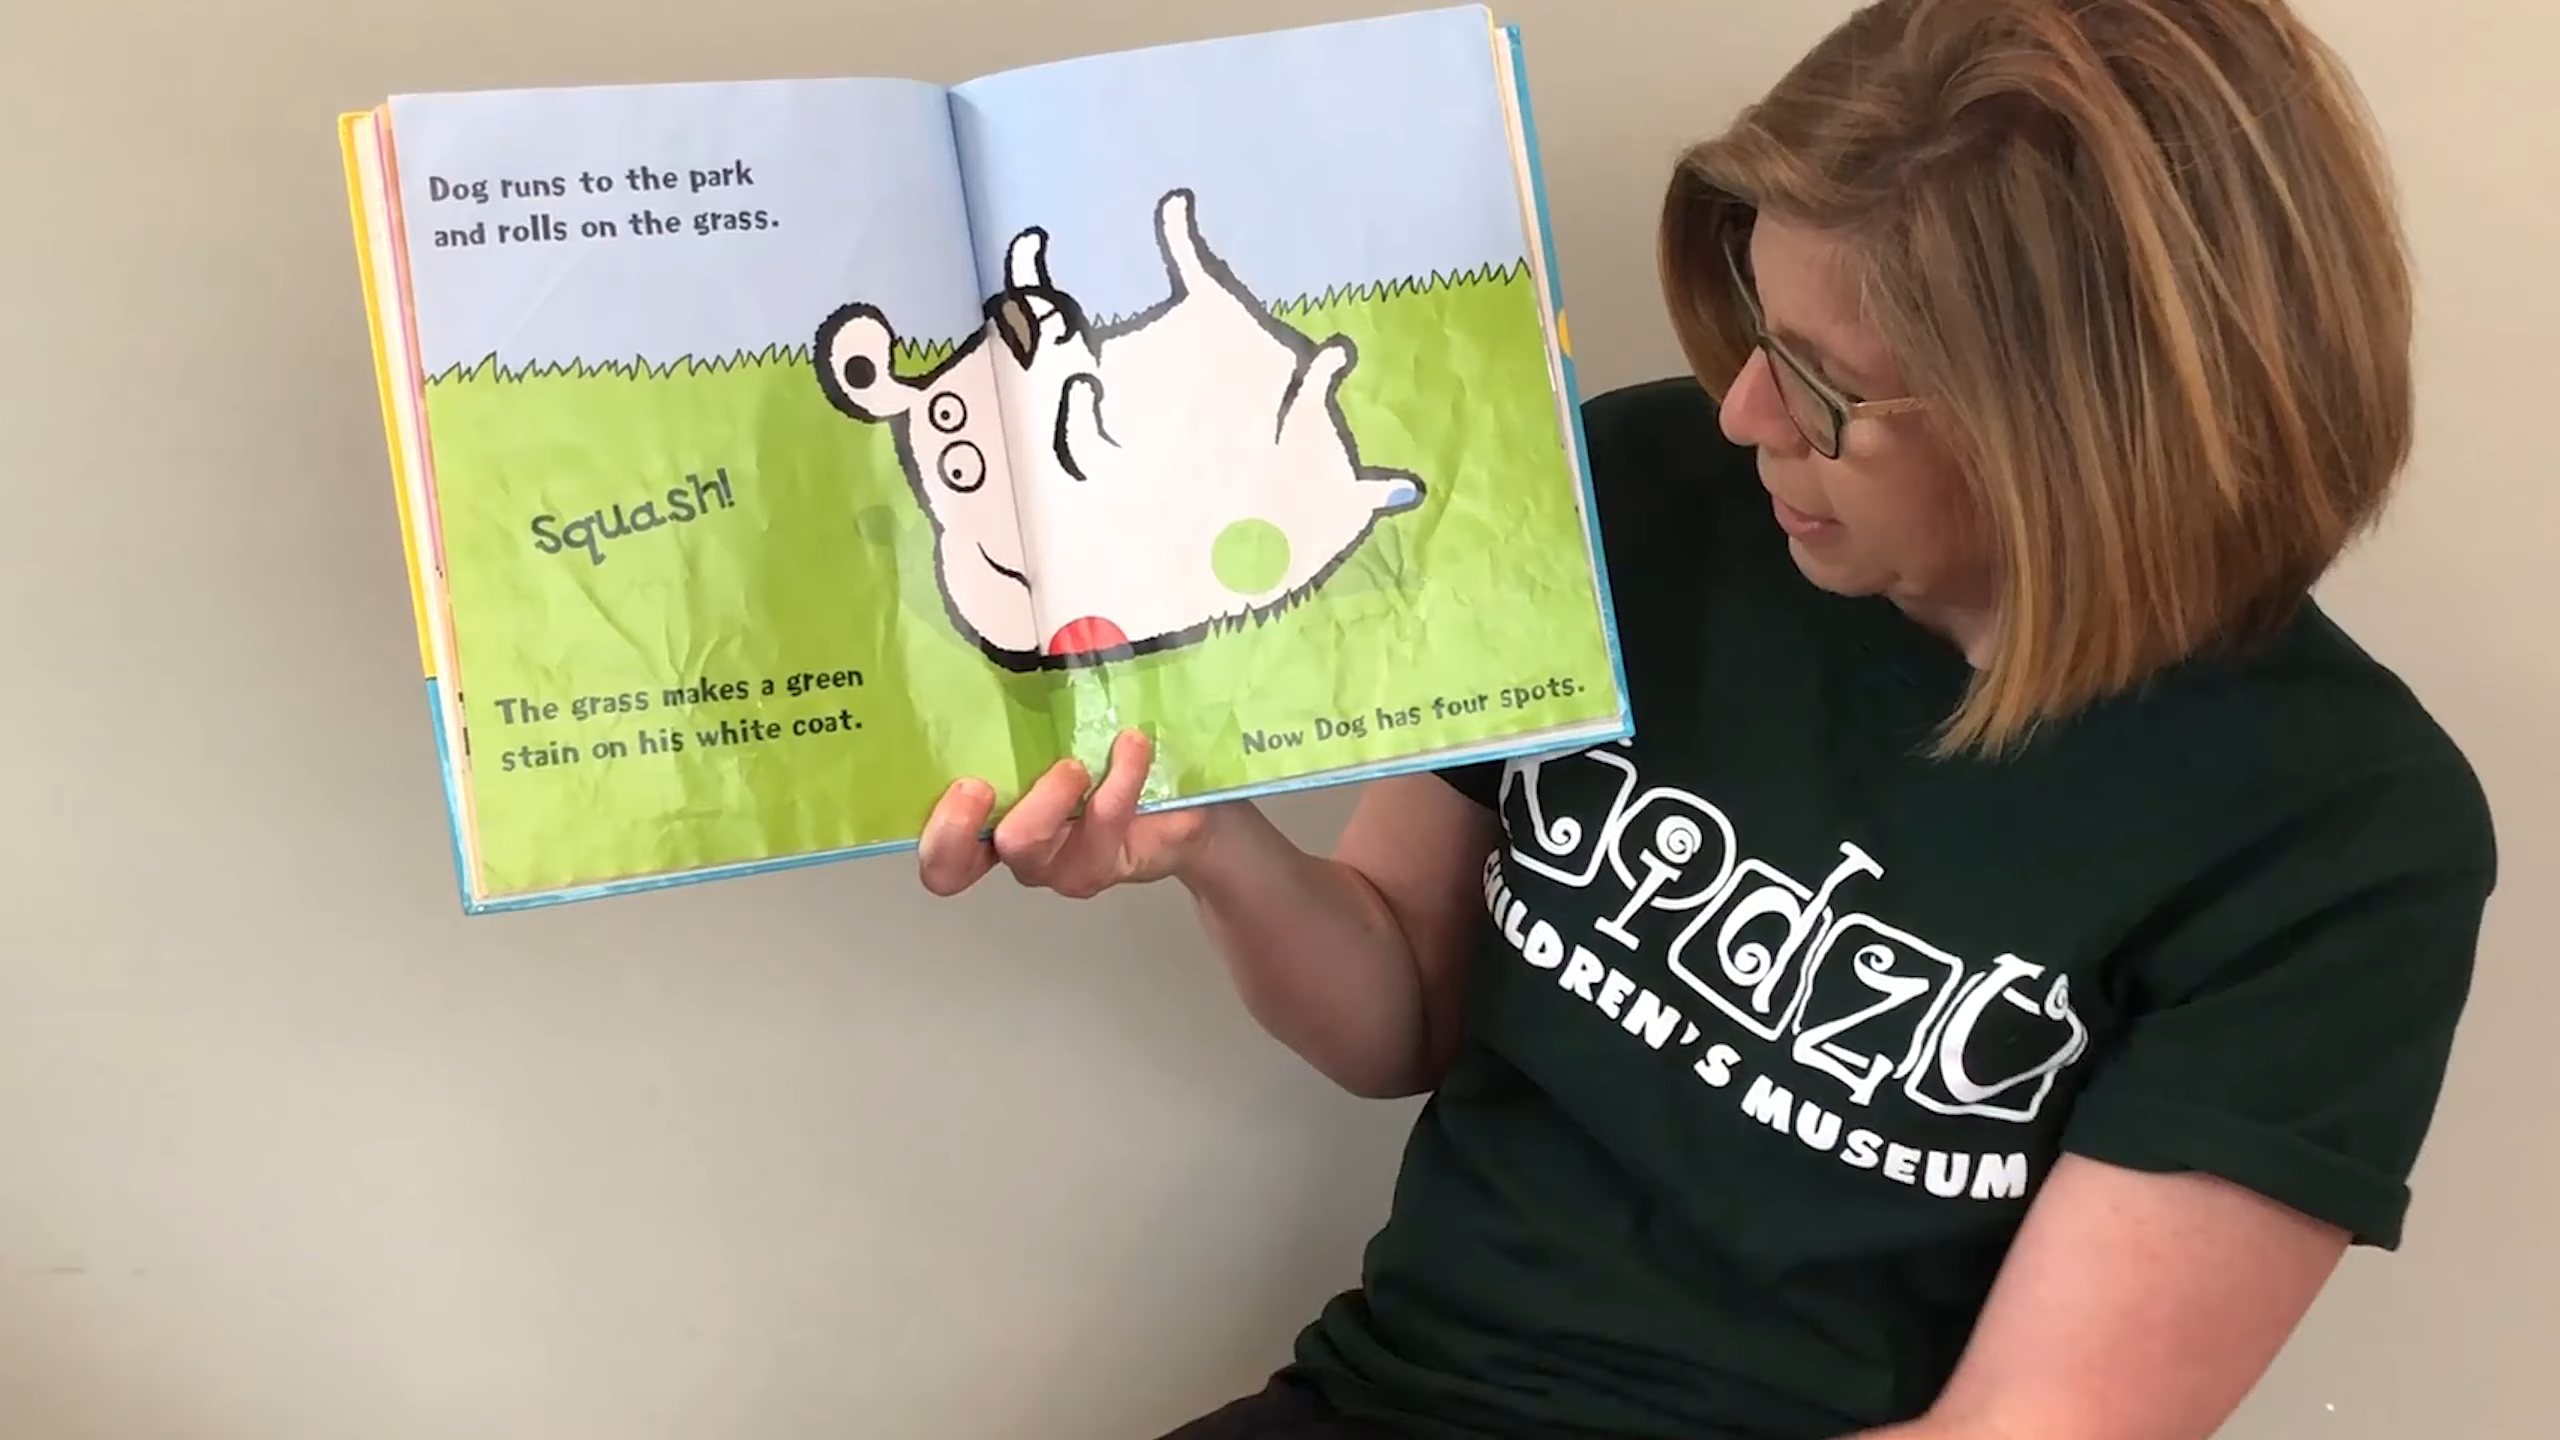 Dog runs to the park
and rolls on the grass.
Squash!
The grass makes a green
stain on his white coat.
Now Dog has four spots.
Kidzu
CHILDREN'S MUSEUM